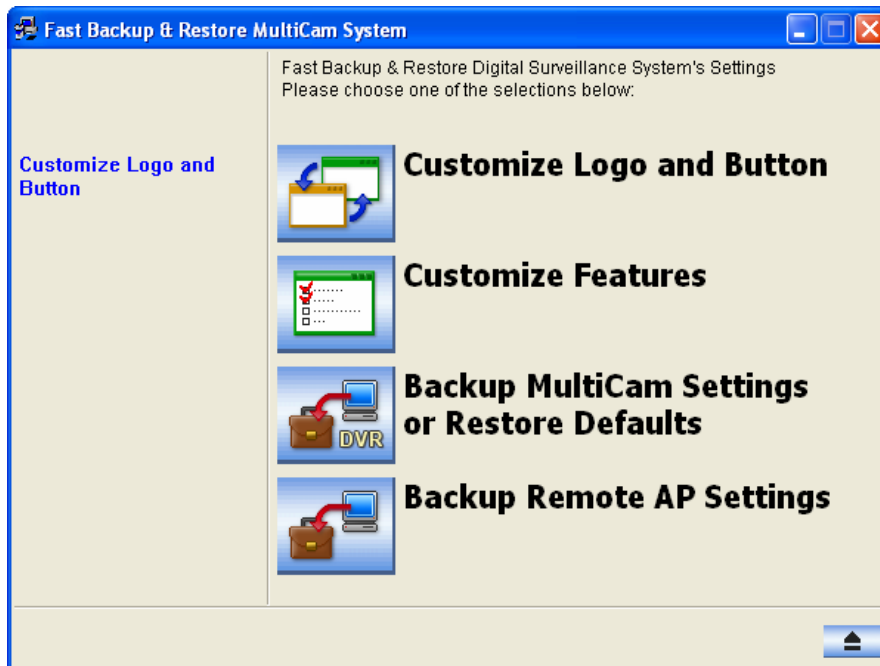 Fast Backup & Restore MultiCam System
Fast Backup & Restore Digital Surveillance System's Settings
Please choose one of the selections below:
Customize Logo and
Button
Customize Logo and Button
Customize Features
Backup MultiCam Settings
or Restore Defaults
DVR
Backup Remote AP Settings